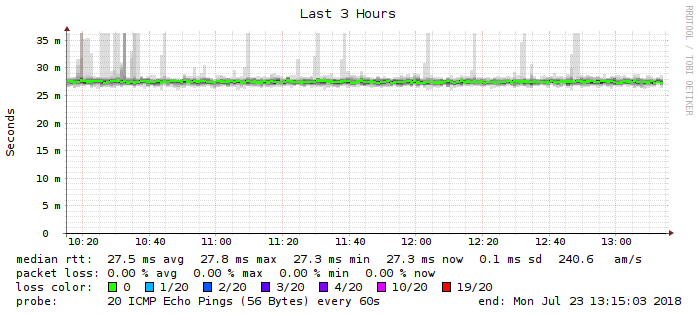 Last 3 Hours
RRDTOOL / TOBI OETIKER
Seconds
35 m
30 m
25 m
20 m
15 m
10 m
5 m
0
10:20 10:40 11:00 11:20 11:40 12:00 12:20 12:40 13:00
median rtt: 27.5 ms avg 27.8 ms max 27.3 ms min 27.3 ms now 0.1 ms sd 240.6 am/s
packet loss: 0.00 % avg 0.00 % max 0.00 % min 0.00 % now
loss color: 0 1/20 2/20 3/20 4/20 10/20 19/20
probe: 20 ICMP Echo Pings (56 Bytes) every 60s end: Mon Jul 23 13:15:03 2018